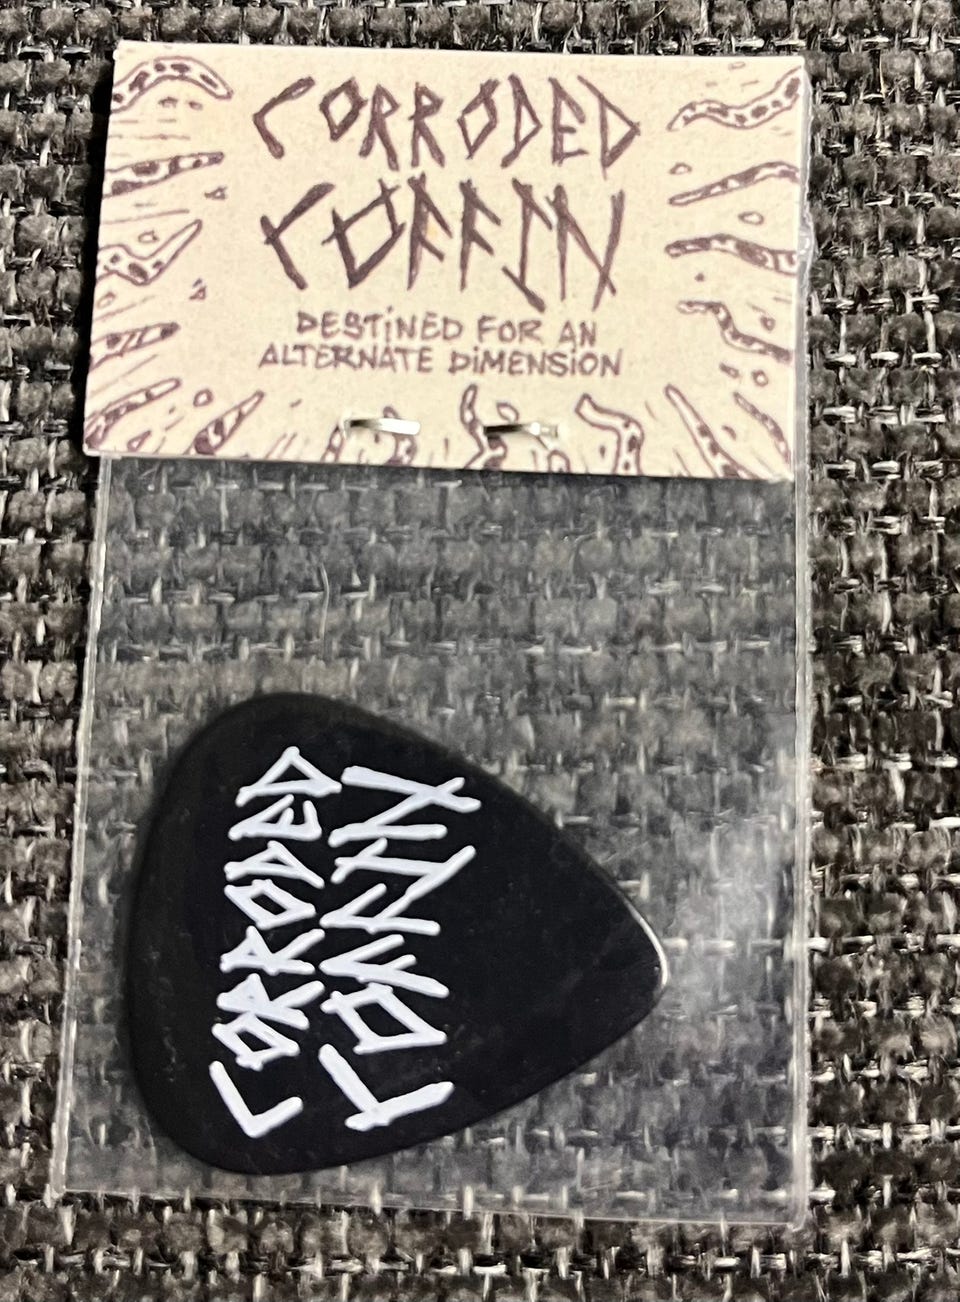 CORRODED
COFFIN
DESTiNED FOR AN
ALTERNATE DiMENSiON
CORRODED
COFFIN